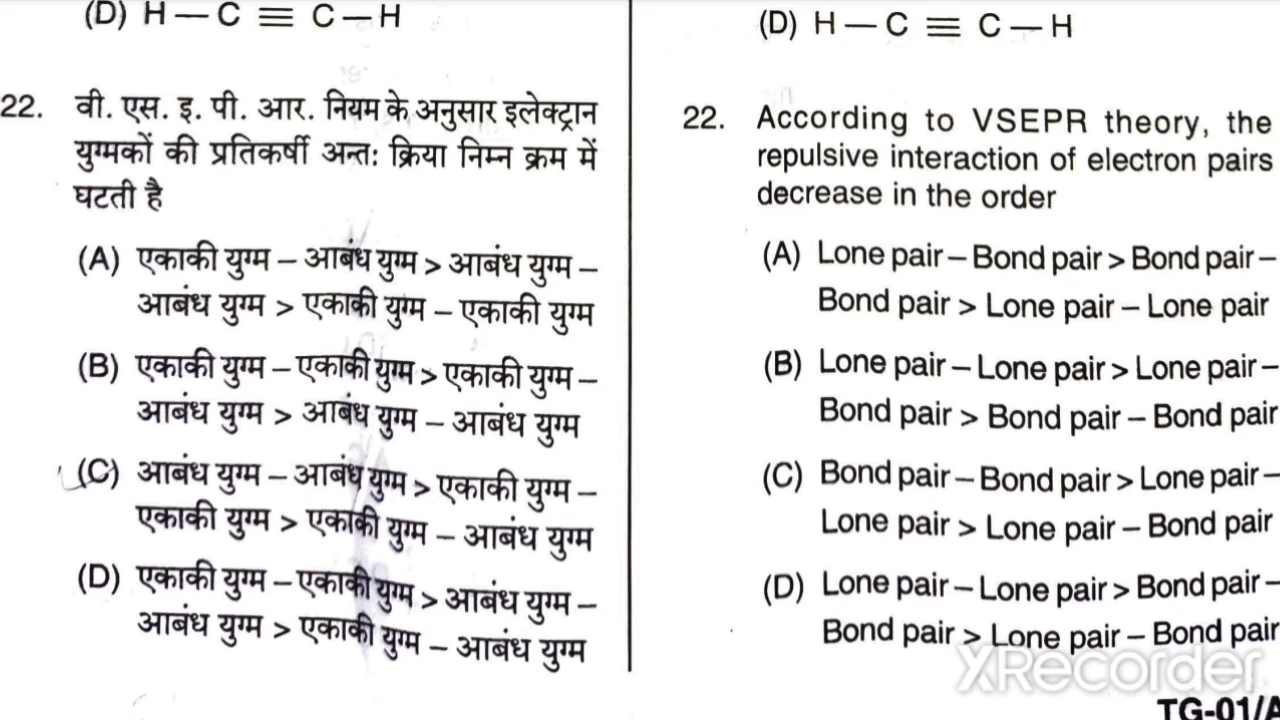 (D) H — C ≡ C — H
22. वी. एस. इ. पी. आर. नियम के अनुसार इलेक्ट्रान
युग्मकों की प्रतिकर्षी अन्तः क्रिया निम्न क्रम में
घटती है
(A) एकाकी युग्म – आबंध युग्म > आबंध युग्म –
आबंध युग्म > एकाकी युग्म – एकाकी युग्म
(B) एकाकी युग्म – एकाकी युग्म > एकाकी युग्म –
आबंध युग्म > आबंध युग्म – आबंध युग्म
(C) आबंध युग्म – आबंध युग्म > एकाकी युग्म –
एकाकी युग्म > एकाकी युग्म – आबंध युग्म
(D) एकाकी युग्म – एकाकी युग्म > आबंध युग्म –
आबंध युग्म > एकाकी युग्म – आबंध युग्म
(D) H — C ≡ C — H
22. According to VSEPR theory, the
repulsive interaction of electron pairs
decrease in the order
(A) Lone pair – Bond pair > Bond pair –
Bond pair > Lone pair – Lone pair
(B) Lone pair – Lone pair > Lone pair –
Bond pair > Bond pair – Bond pair
(C) Bond pair – Bond pair > Lone pair –
Lone pair > Lone pair – Bond pair
(D) Lone pair – Lone pair > Bond pair –
Bond pair > Lone pair – Bond pair
XRecorder
TG-01/A